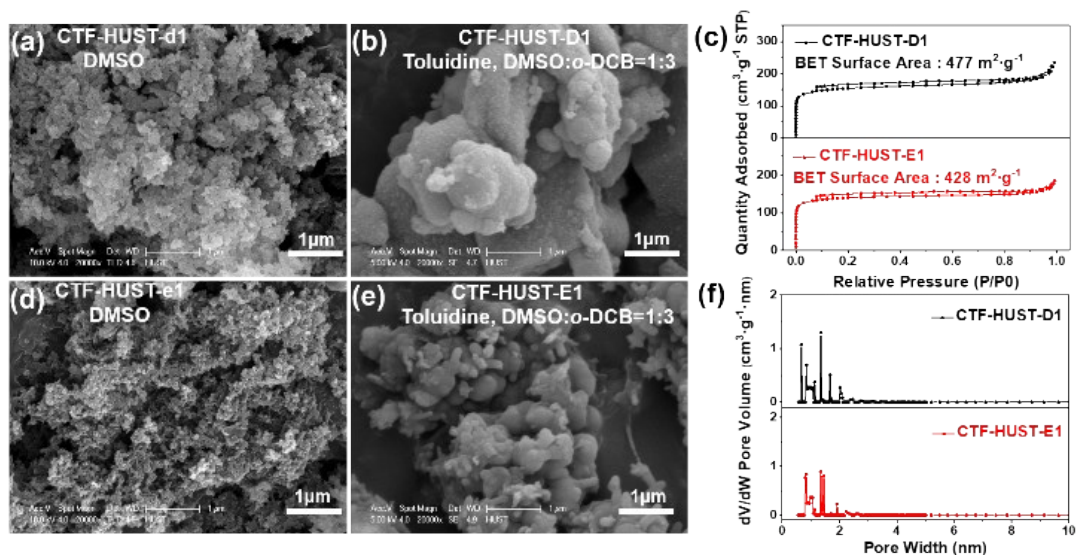 (a)
CTF-HUST-d1
DMSO
1μm
(b)
CTF-HUST-D1
Toluidine, DMSO:o-DCB=1:3
1μm
(c)
Quantity Adsorbed (cm³·g⁻¹ STP)
300
200
100
0
CTF-HUST-D1
BET Surface Area : 477 m²·g⁻¹
200
100
0
CTF-HUST-E1
BET Surface Area : 428 m²·g⁻¹
0.0 0.2 0.4 0.6 0.8 1.0
Relative Pressure (P/P0)
(d)
CTF-HUST-e1
DMSO
1μm
(e)
CTF-HUST-E1
Toluidine, DMSO:o-DCB=1:3
1μm
(f)
dV/dW Pore Volume (cm³·g⁻¹·nm)
2
1
0
CTF-HUST-D1
2
1
0
CTF-HUST-E1
0 2 4 6 8 10
Pore Width (nm)